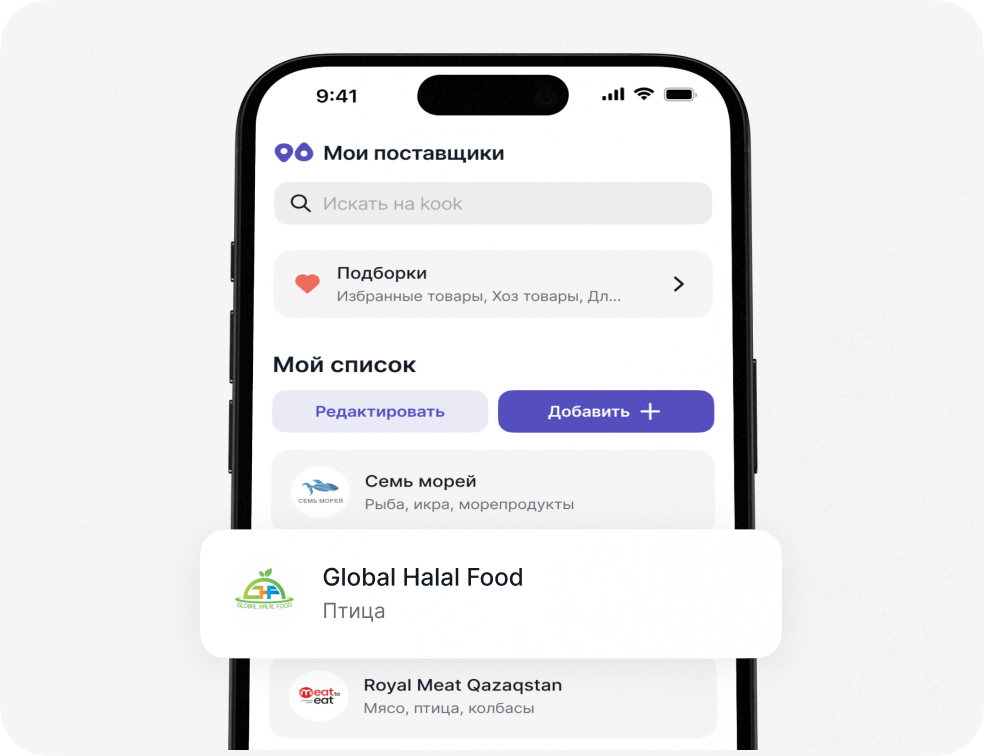 9:41
Мои поставщики
Искать на kook
Подборки
Избранные товары, Хоз товары, Дл...
Мой список
Редактировать
Добавить
СЕМЬ МОРЕЙ
Семь морей
Рыба, икра, морепродукты
GHF
GLOBAL HALAL FOOD
Global Halal Food
Птица
meat to
eat
Royal Meat Qazaqstan
Мясо, птица, колбасы